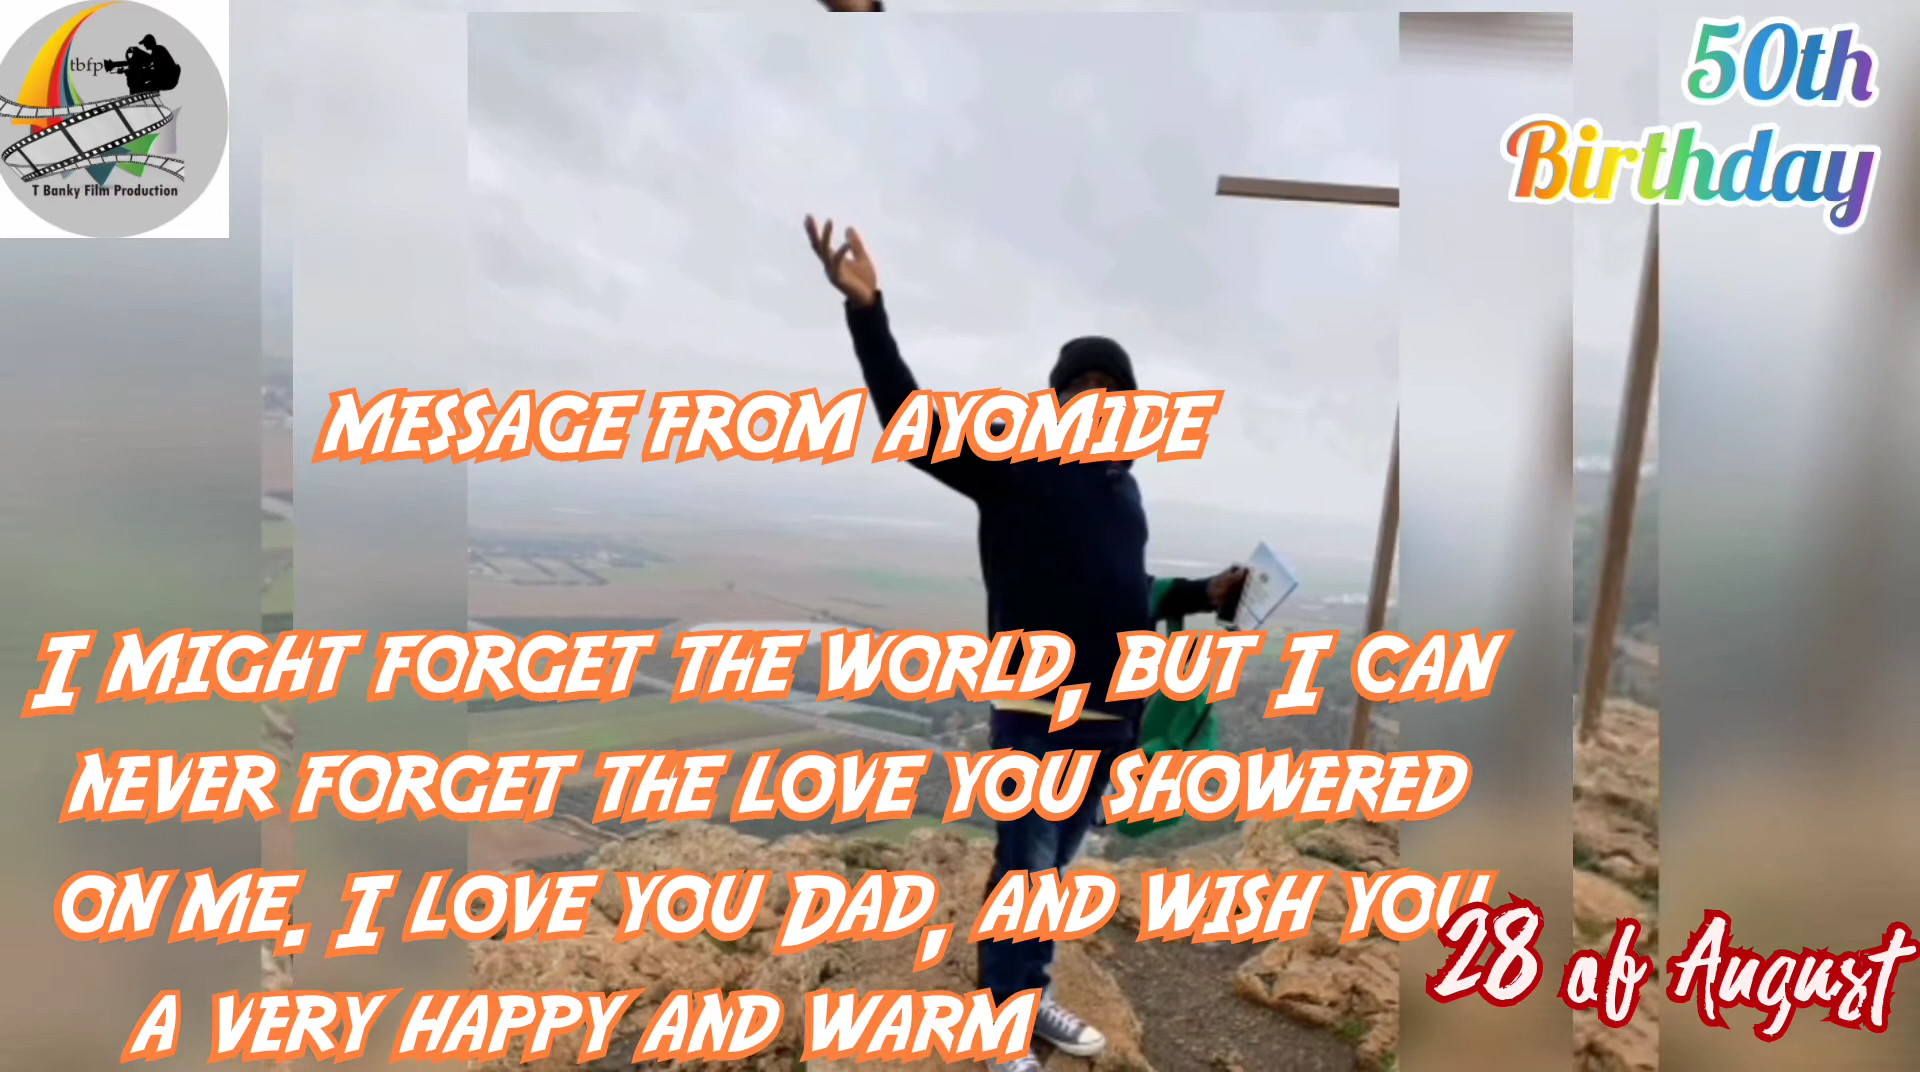 tbfp
T Banky Film Production
50th
Birthday
MESSAGE FROM AYOMIDE
I MIGHT FORGET THE WORLD, BUT I CAN
NEVER FORGET THE LOVE YOU SHOWERED
ON ME. I LOVE YOU DAD, AND WISH YOU
A VERY HAPPY AND WARM
28 of August